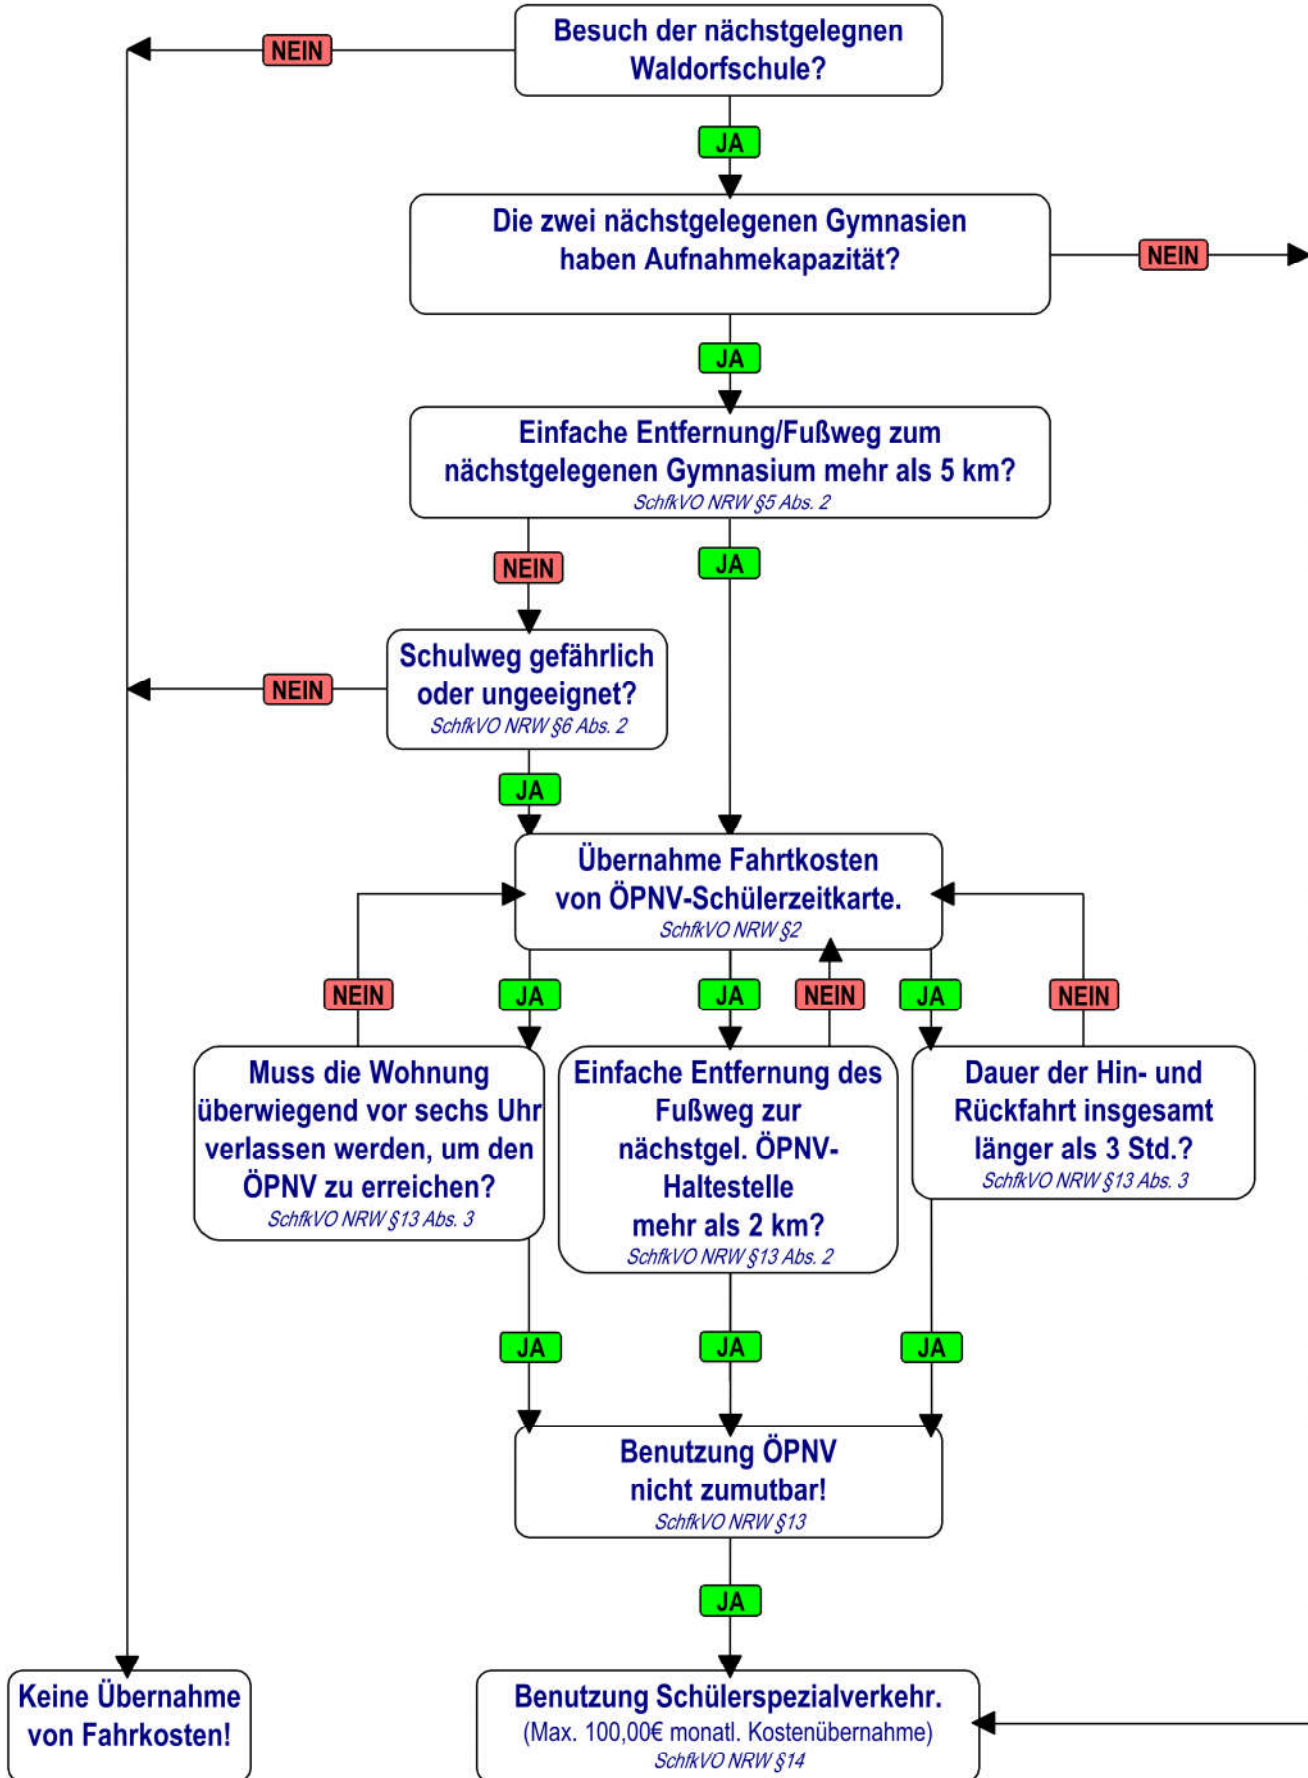 Besuch der nächstgelegnen
Waldorfschule?
NEIN
JA
Die zwei nächstgelegenen Gymnasien
haben Aufnahmekapazität?
NEIN
JA
Einfache Entfernung/Fußweg zum
nächstgelegenen Gymnasium mehr als 5 km?
SchfkVO NRW §5 Abs. 2
NEIN
JA
Schulweg gefährlich
oder ungeeignet?
SchfkVO NRW §6 Abs. 2
NEIN
JA
Übernahme Fahrtkosten
von ÖPNV-Schülerzeitkarte.
SchfkVO NRW §2
NEIN
JA
JA
NEIN
JA
NEIN
Muss die Wohnung
überwiegend vor sechs Uhr
verlassen werden, um den
ÖPNV zu erreichen?
SchfkVO NRW §13 Abs. 3
Einfache Entfernung des
Fußweg zur
nächstgel. ÖPNV-
Haltestelle
mehr als 2 km?
SchfkVO NRW §13 Abs. 2
Dauer der Hin- und
Rückfahrt insgesamt
länger als 3 Std.?
SchfkVO NRW §13 Abs. 3
JA
JA
JA
Benutzung ÖPNV
nicht zumutbar!
SchfkVO NRW §13
JA
Keine Übernahme
von Fahrkosten!
Benutzung Schülerspezialverkehr.
(Max. 100,00€ monatl. Kostenübernahme)
SchfkVO NRW §14